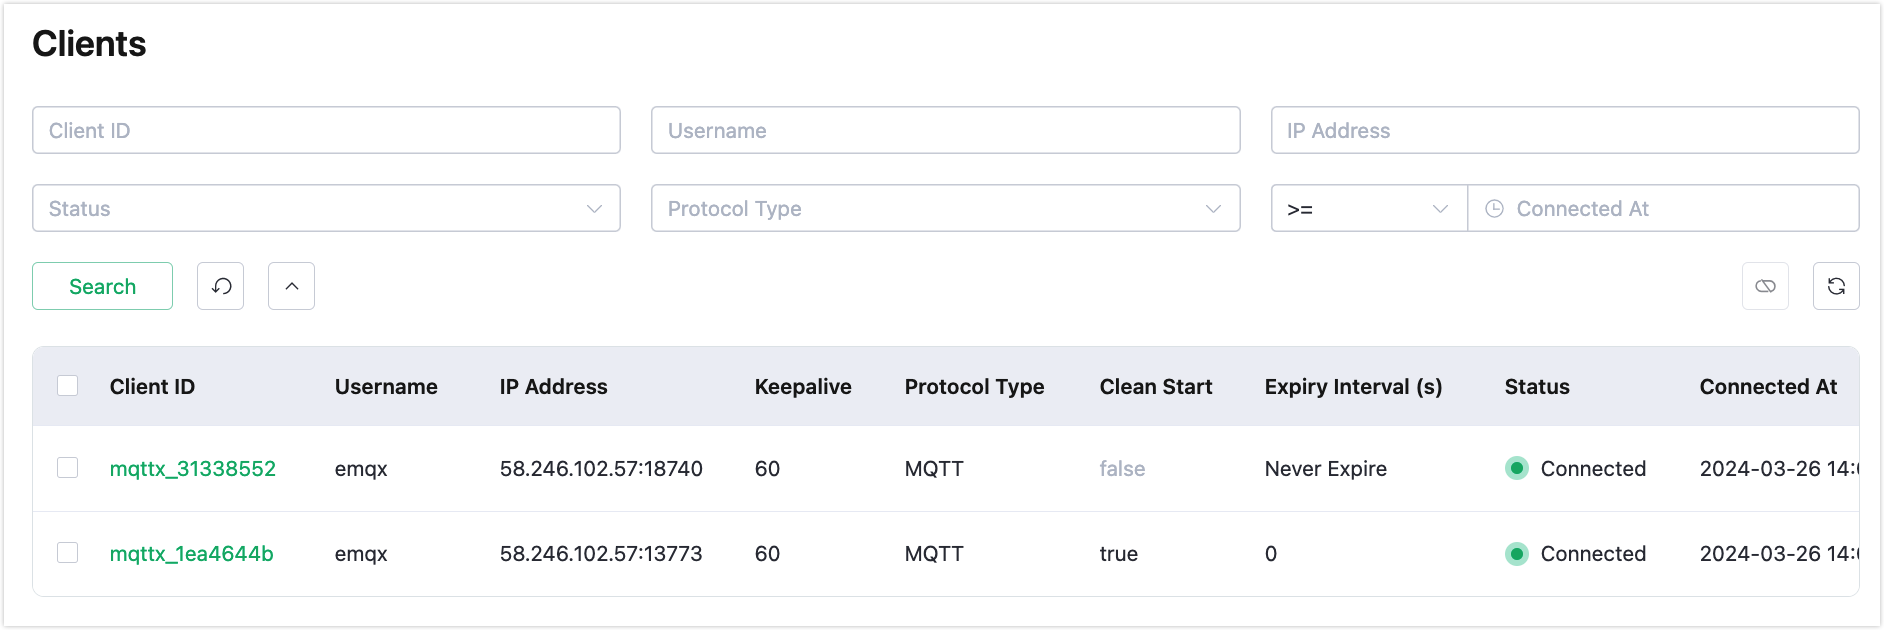 Clients
Client ID Username IP Address
Status Protocol Type >= Connected At
Search
Client ID Username IP Address Keepalive Protocol Type Clean Start Expiry Interval (s) Status Connected At
mqttx_31338552 emqx 58.246.102.57:18740 60 MQTT false Never Expire Connected 2024-03-26 14:
mqttx_1ea4644b emqx 58.246.102.57:13773 60 MQTT true 0 Connected 2024-03-26 14: